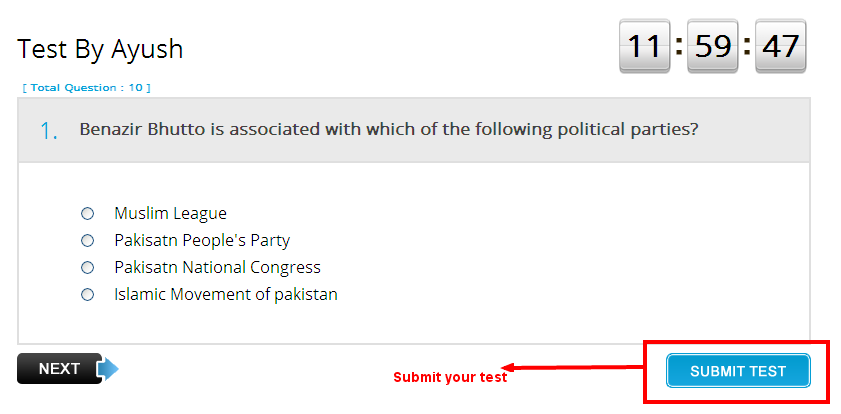 Test By Ayush
11 : 59 : 47
[ Total Question : 10 ]
1. Benazir Bhutto is associated with which of the following political parties?
Muslim League
Pakisatn People's Party
Pakisatn National Congress
Islamic Movement of pakistan
NEXT
Submit your test
SUBMIT TEST